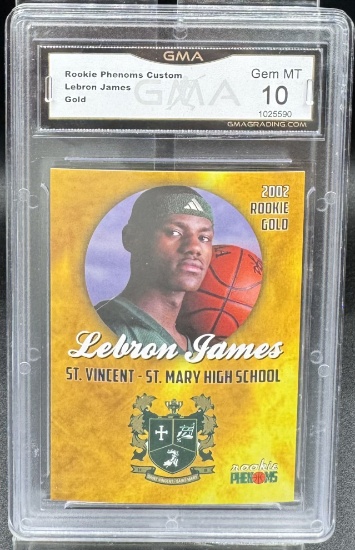 GMA
Rookie Phenoms Custom
Lebron James
Gold
Gem MT
10
1025590
GMAGRADING.COM
2002
ROOKIE
GOLD
Lebron James
ST. VINCENT - ST. MARY HIGH SCHOOL
rookie
PHENOMS